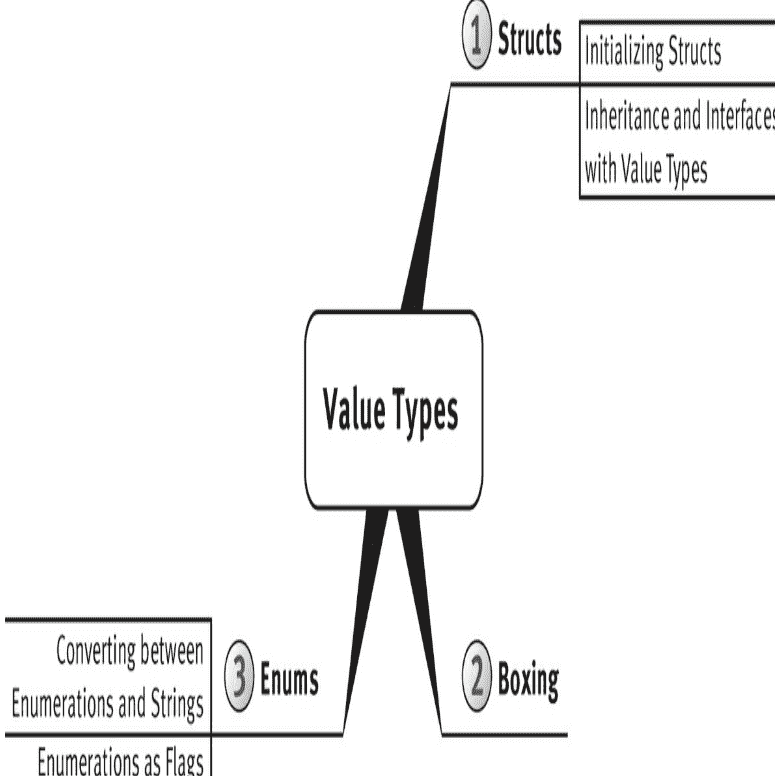 1 Structs
Initializing Structs
Inheritance and Interfaces
with Value Types
Value Types
2 Boxing
3 Enums
Converting between
Enumerations and Strings
Enumerations as Flags